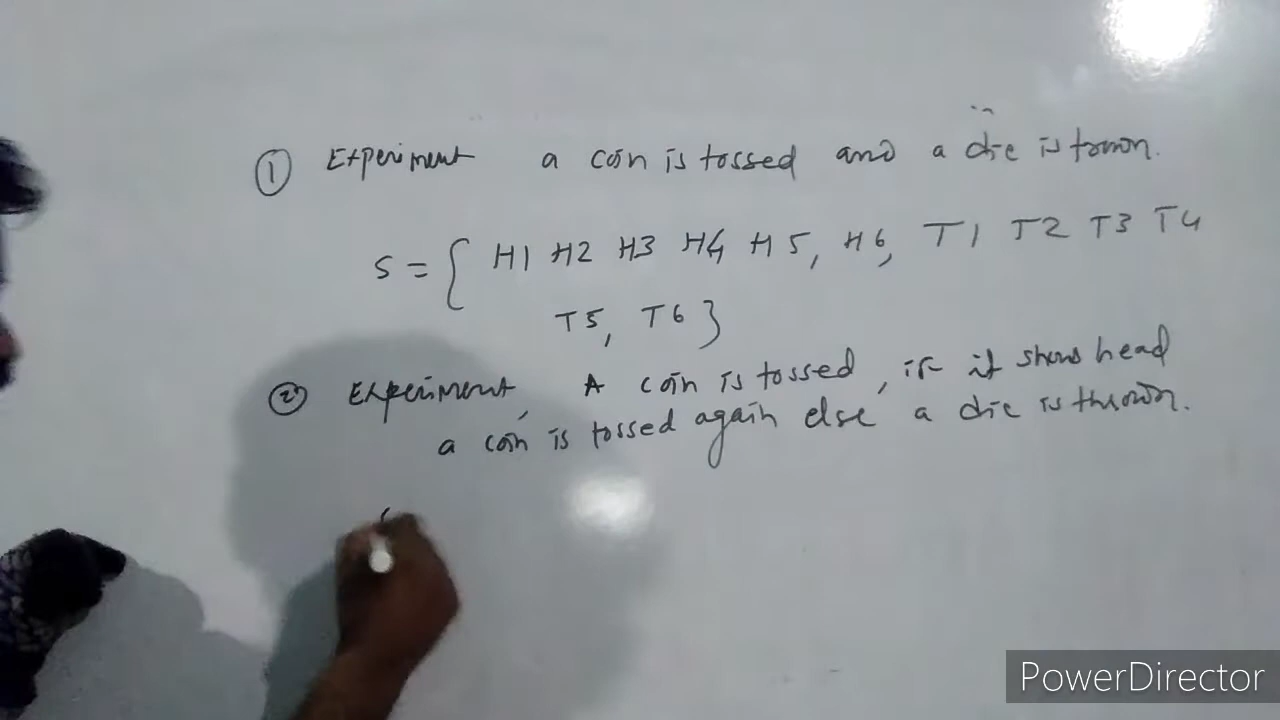 ① Experiment a coin is tossed and a die is trown.
S = { H1 H2 H3 H4 H5, H6, T1 T2 T3 T4
T5, T6 }
② Experiment, A coin is tossed, if it shows head
a coin is tossed again else a die is thrown.
PowerDirector